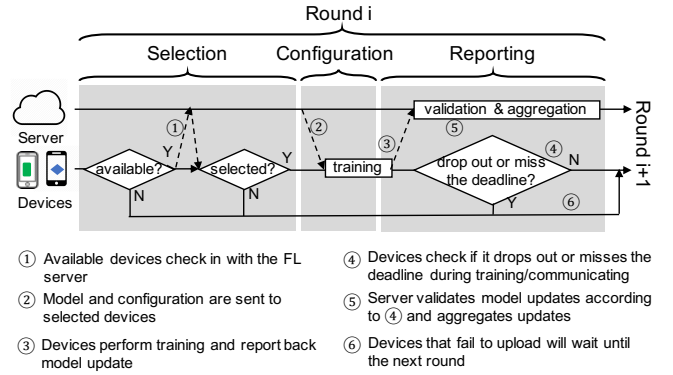 Round i
Selection
Configuration
Reporting
Server
validation & aggregation
①
②
③
⑤
④
Round i+1
Devices
available?
Y
selected?
Y
training
drop out or miss
the deadline?
N
N
N
Y
⑥
① Available devices check in with the FL
server
② Model and configuration are sent to
selected devices
③ Devices perform training and report back
model update
④ Devices check if it drops out or misses the
deadline during training/communicating
⑤ Server validates model updates according
to ④ and aggregates updates
⑥ Devices that fail to upload will wait until
the next round